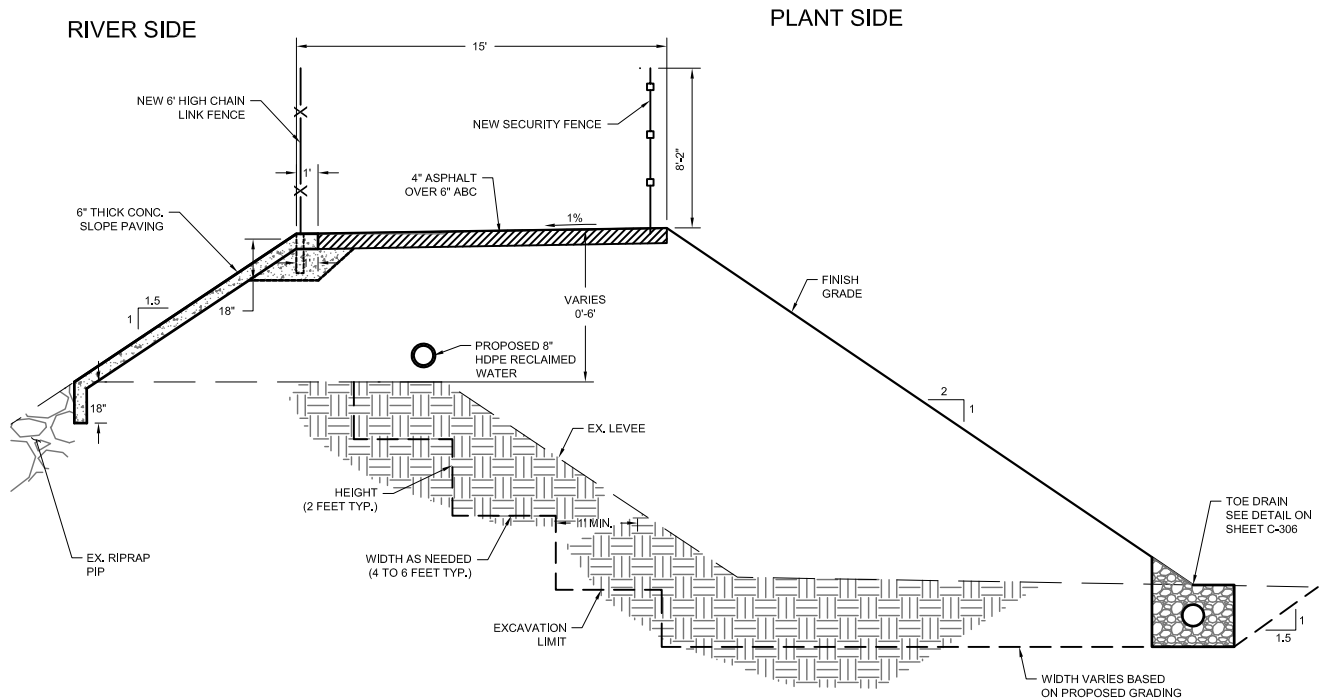 RIVER SIDE
PLANT SIDE
15'
NEW 6' HIGH CHAIN
LINK FENCE
NEW SECURITY FENCE
8'-2"
1'
4" ASPHALT
OVER 6" ABC
6" THICK CONC.
SLOPE PAVING
1%
FINISH
GRADE
1.5
1
18"
VARIES
0'-6'
PROPOSED 8"
HDPE RECLAIMED
WATER
2
1
18"
EX. LEVEE
HEIGHT
(2 FEET TYP.)
1' MIN.
TOE DRAIN
SEE DETAIL ON
SHEET C-306
EX. RIPRAP
PIP
WIDTH AS NEEDED
(4 TO 6 FEET TYP.)
EXCAVATION
LIMIT
1
1.5
WIDTH VARIES BASED
ON PROPOSED GRADING